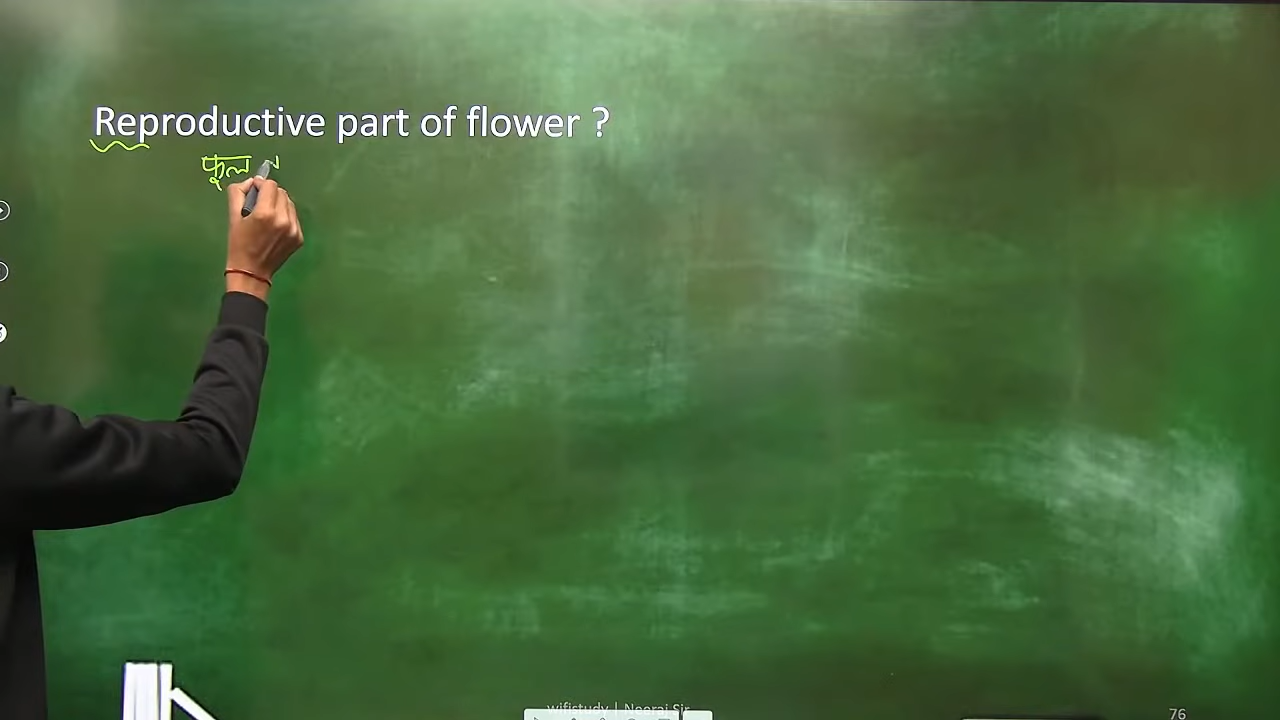 Reproductive part of flower ?
फूल
wifistudy | Neeraj Sir
76